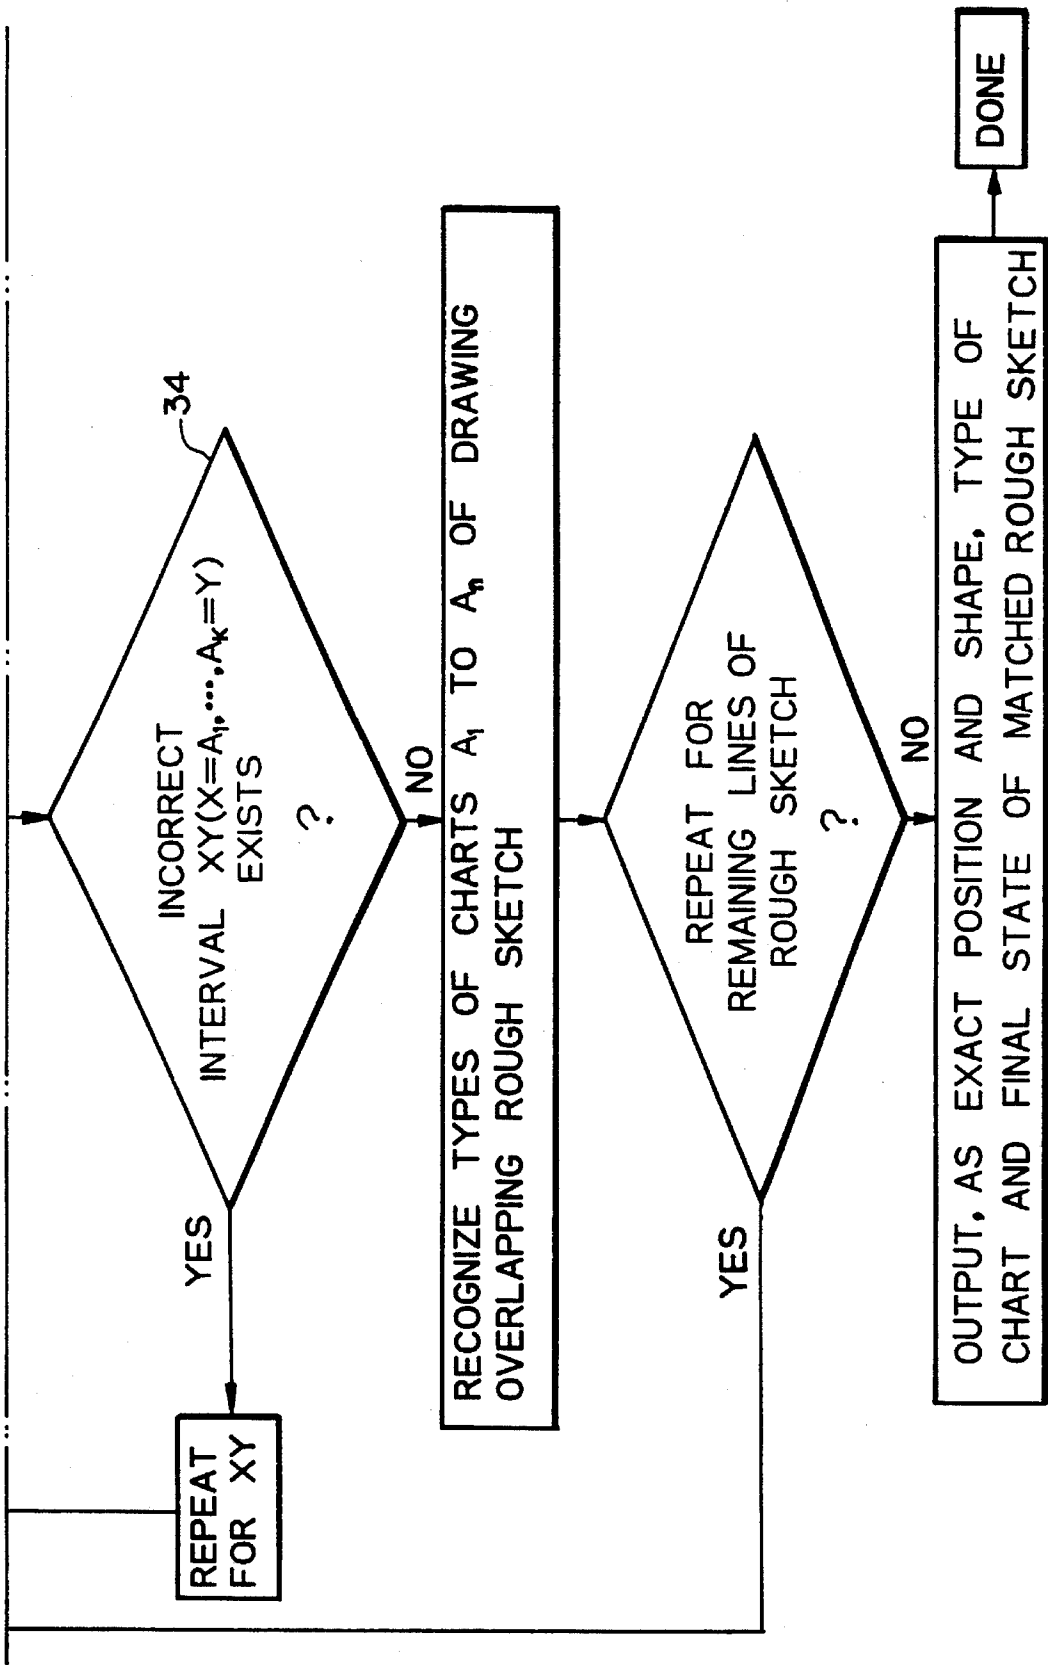 34
INCORRECT
INTERVAL XY(X=A₁,···,Aₖ=Y)
EXISTS
?
YES
NO
REPEAT
FOR XY
RECOGNIZE TYPES OF CHARTS A₁ TO Aₙ OF DRAWING
OVERLAPPING ROUGH SKETCH
REPEAT FOR
REMAINING LINES OF
ROUGH SKETCH
?
YES
NO
OUTPUT, AS EXACT POSITION AND SHAPE, TYPE OF
CHART AND FINAL STATE OF MATCHED ROUGH SKETCH
DONE